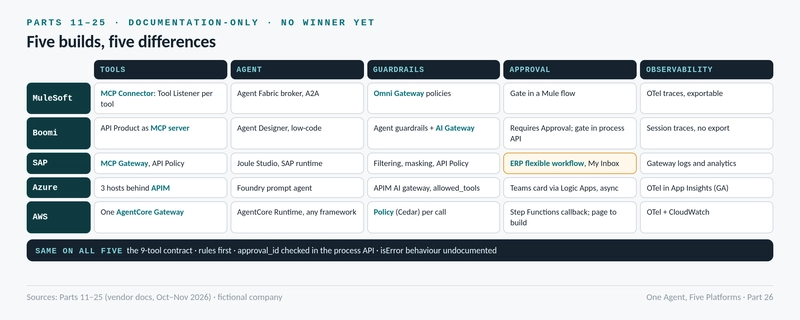 PARTS 11–25 · DOCUMENTATION-ONLY · NO WINNER YET
Five builds, five differences
TOOLS AGENT GUARDRAILS APPROVAL OBSERVABILITY
MuleSoft
MCP Connector: Tool Listener per
tool
Agent Fabric broker, A2A
Omni Gateway policies
Gate in a Mule flow
OTel traces, exportable
Boomi
API Product as MCP server
Agent Designer, low-code
Agent guardrails + AI Gateway
Requires Approval; gate in process
API
Session traces, no export
SAP
MCP Gateway, API Policy
Joule Studio, SAP runtime
Filtering, masking, API Policy
ERP flexible workflow, My Inbox
Gateway logs and analytics
Azure
3 hosts behind APIM
Foundry prompt agent
APIM AI gateway, allowed_tools
Teams card via Logic Apps, async
OTel in App Insights (GA)
AWS
One AgentCore Gateway
AgentCore Runtime, any framework
Policy (Cedar) per call
Step Functions callback; page to
build
OTel + CloudWatch
SAME ON ALL FIVE the 9-tool contract · rules first · approval_id checked in the process API · isError behaviour undocumented
Sources: Parts 11–25 (vendor docs, Oct–Nov 2026) · fictional company
One Agent, Five Platforms · Part 26